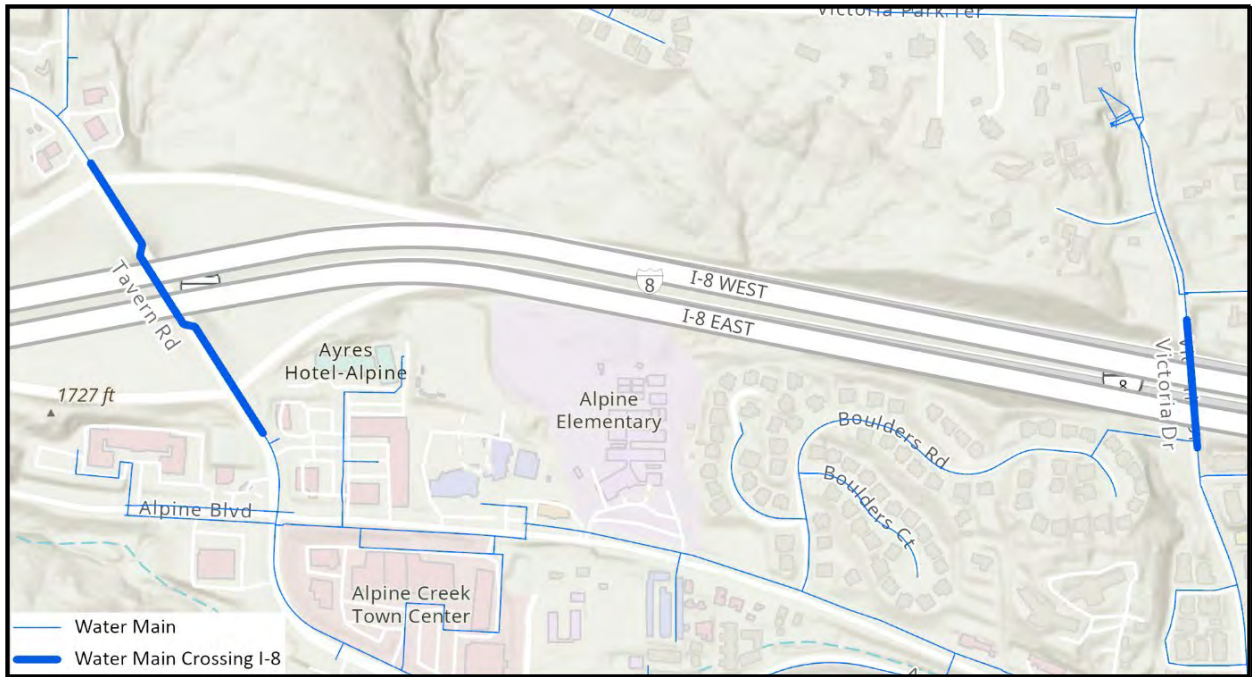 Victoria Park Ter
I-8 WEST
8
I-8 EAST
Tavern Rd
Ayres
Hotel-Alpine
1727 ft
Alpine
Elementary
Victoria Dr
8
Boulders Rd
Boulders Ct
Alpine Blvd
Alpine Creek
Town Center
Water Main
Water Main Crossing I-8